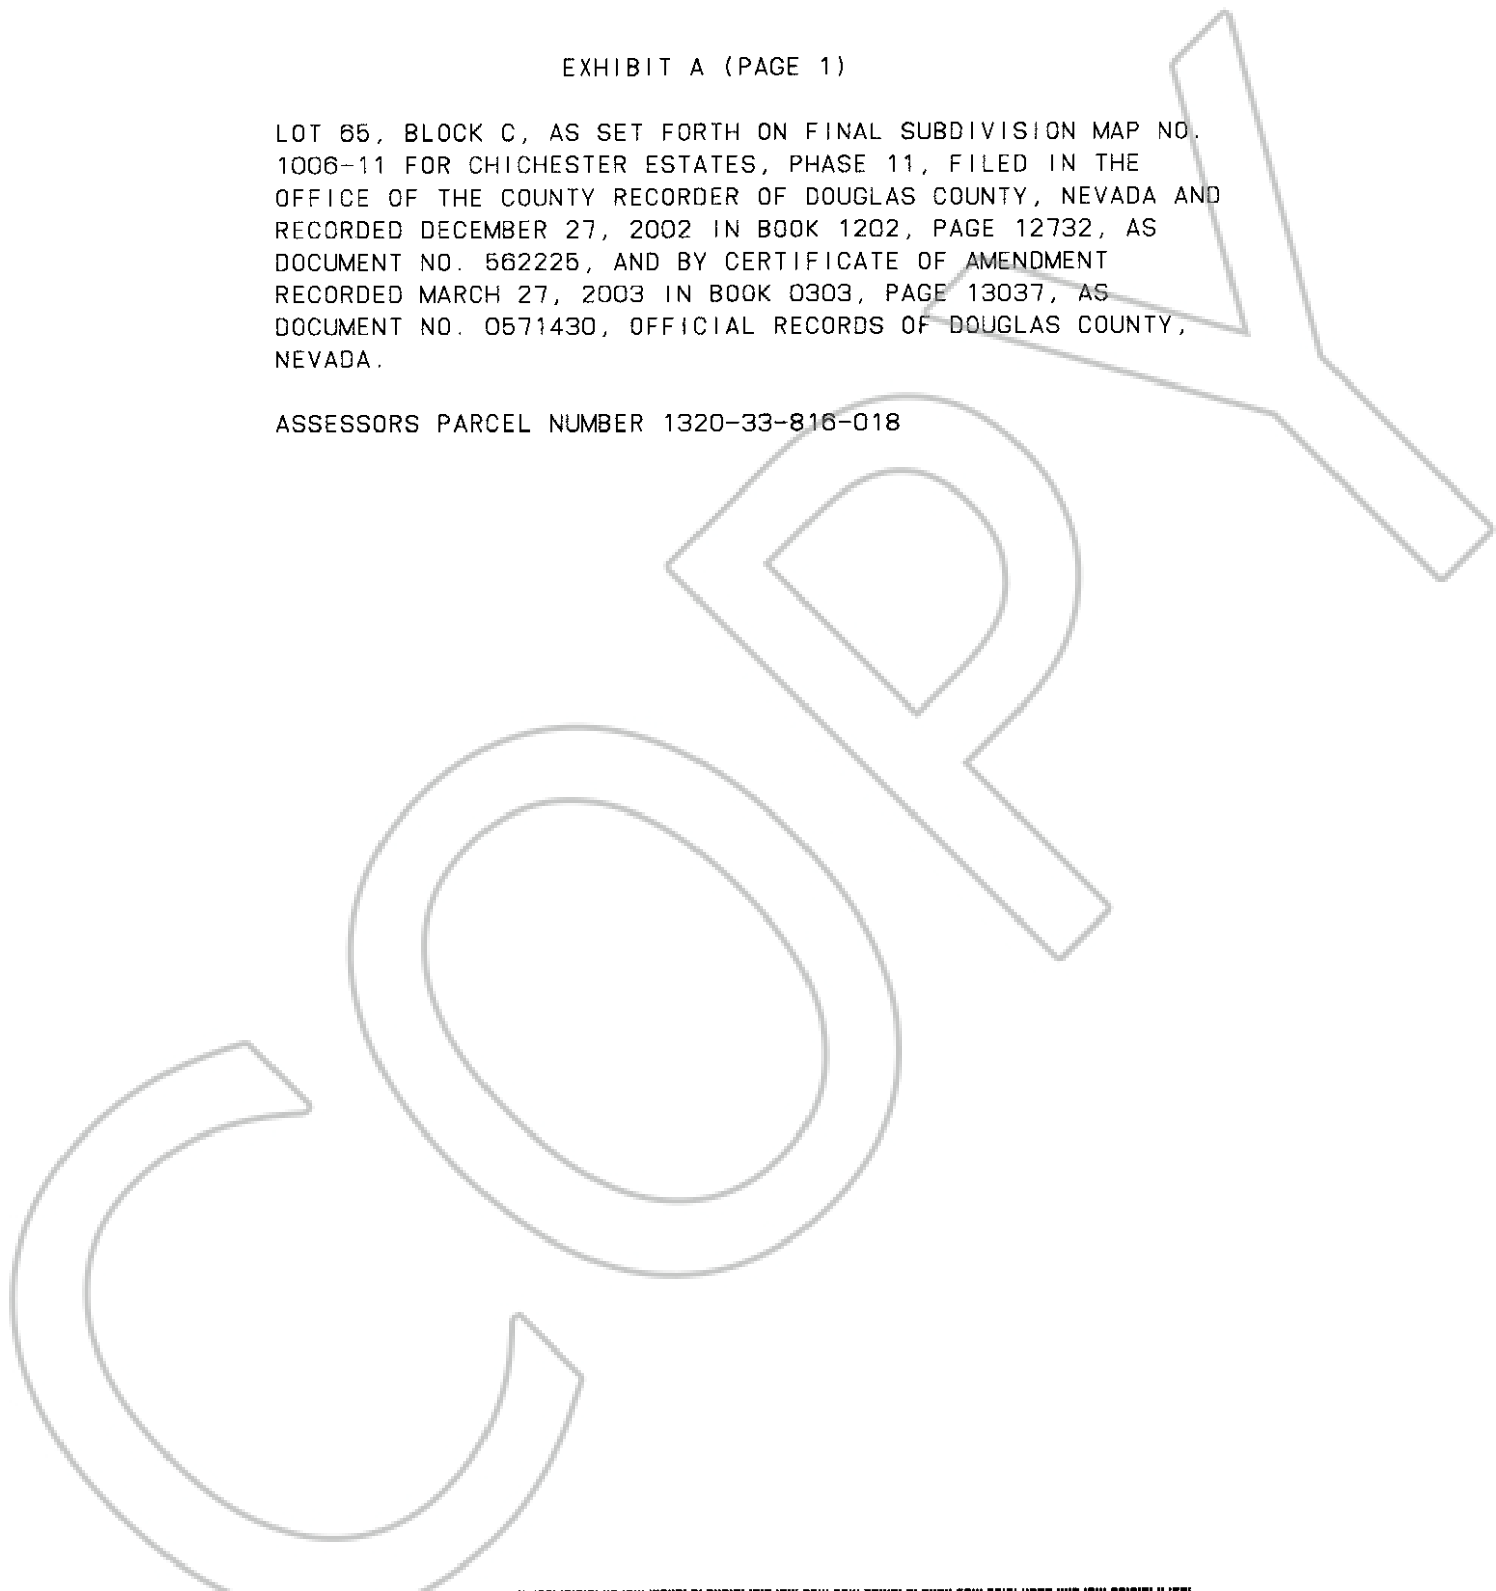 EXHIBIT A (PAGE 1)
LOT 65, BLOCK C, AS SET FORTH ON FINAL SUBDIVISION MAP NO.
1006-11 FOR CHICHESTER ESTATES, PHASE 11, FILED IN THE
OFFICE OF THE COUNTY RECORDER OF DOUGLAS COUNTY, NEVADA AND
RECORDED DECEMBER 27, 2002 IN BOOK 1202, PAGE 12732, AS
DOCUMENT NO. 562225, AND BY CERTIFICATE OF AMENDMENT
RECORDED MARCH 27, 2003 IN BOOK 0303, PAGE 13037, AS
DOCUMENT NO. 0571430, OFFICIAL RECORDS OF DOUGLAS COUNTY,
NEVADA.
ASSESSORS PARCEL NUMBER 1320-33-816-018
COPY